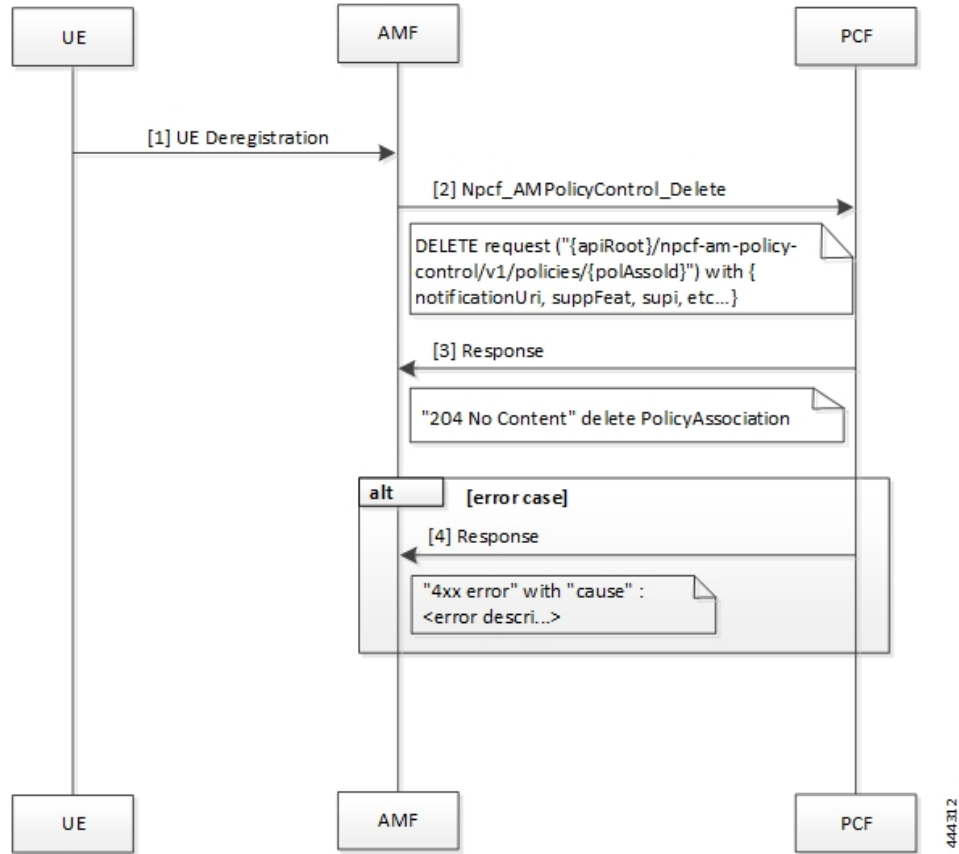 UE
AMF
PCF
[1] UE Deregistration
[2] Npcf_AMPolicyControl_Delete
DELETE request ("{apiRoot}/npcf-am-policy-
control/v1/policies/{polAssoId}") with {
notificationUri, suppFeat, supi, etc...}
[3] Response
"204 No Content" delete PolicyAssociation
alt
[error case]
[4] Response
"4xx error" with "cause" :
<error descri...>
UE
AMF
PCF
444312